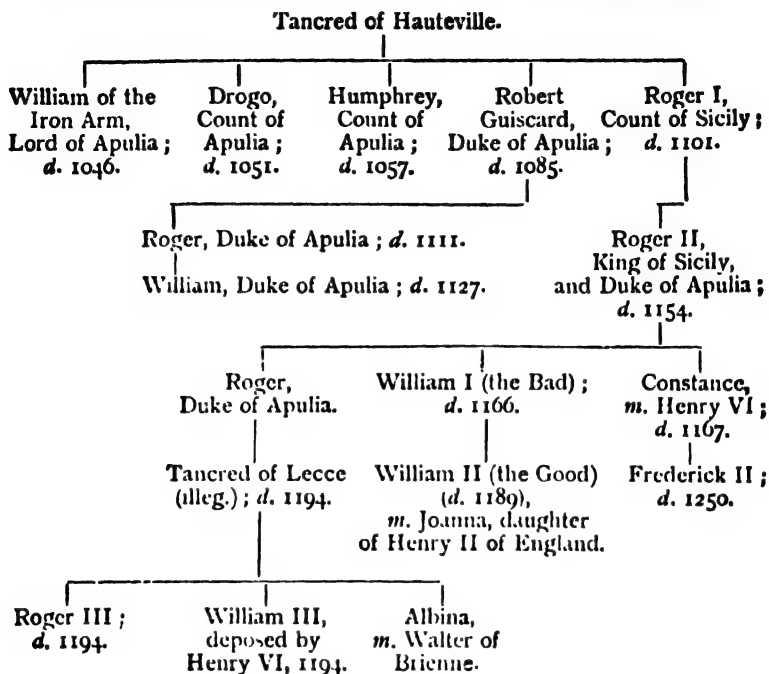 Tancred of Hauteville.
William of the
Iron Arm,
Lord of Apulia ;
d. 1046.
Drogo,
Count of
Apulia ;
d. 1051.
Humphrey,
Count of
Apulia ;
d. 1057.
Robert
Guiscard,
Duke of Apulia ;
d. 1085.
Roger I,
Count of Sicily ;
d. 1101.
Roger, Duke of Apulia ; d. 1111.
William, Duke of Apulia ; d. 1127.
Roger II,
King of Sicily,
and Duke of Apulia ;
d. 1154.
Roger,
Duke of Apulia.
William I (the Bad) ;
d. 1166.
Constance,
m. Henry VI ;
d. 1167.
Tancred of Lecce
(illeg.) ; d. 1194.
William II (the Good)
(d. 1189),
m. Joanna, daughter
of Henry II of England.
Frederick II ;
d. 1250.
Roger III ;
d. 1194.
William III,
deposed by
Henry VI, 1194.
Albina,
m. Walter of
Brienne.